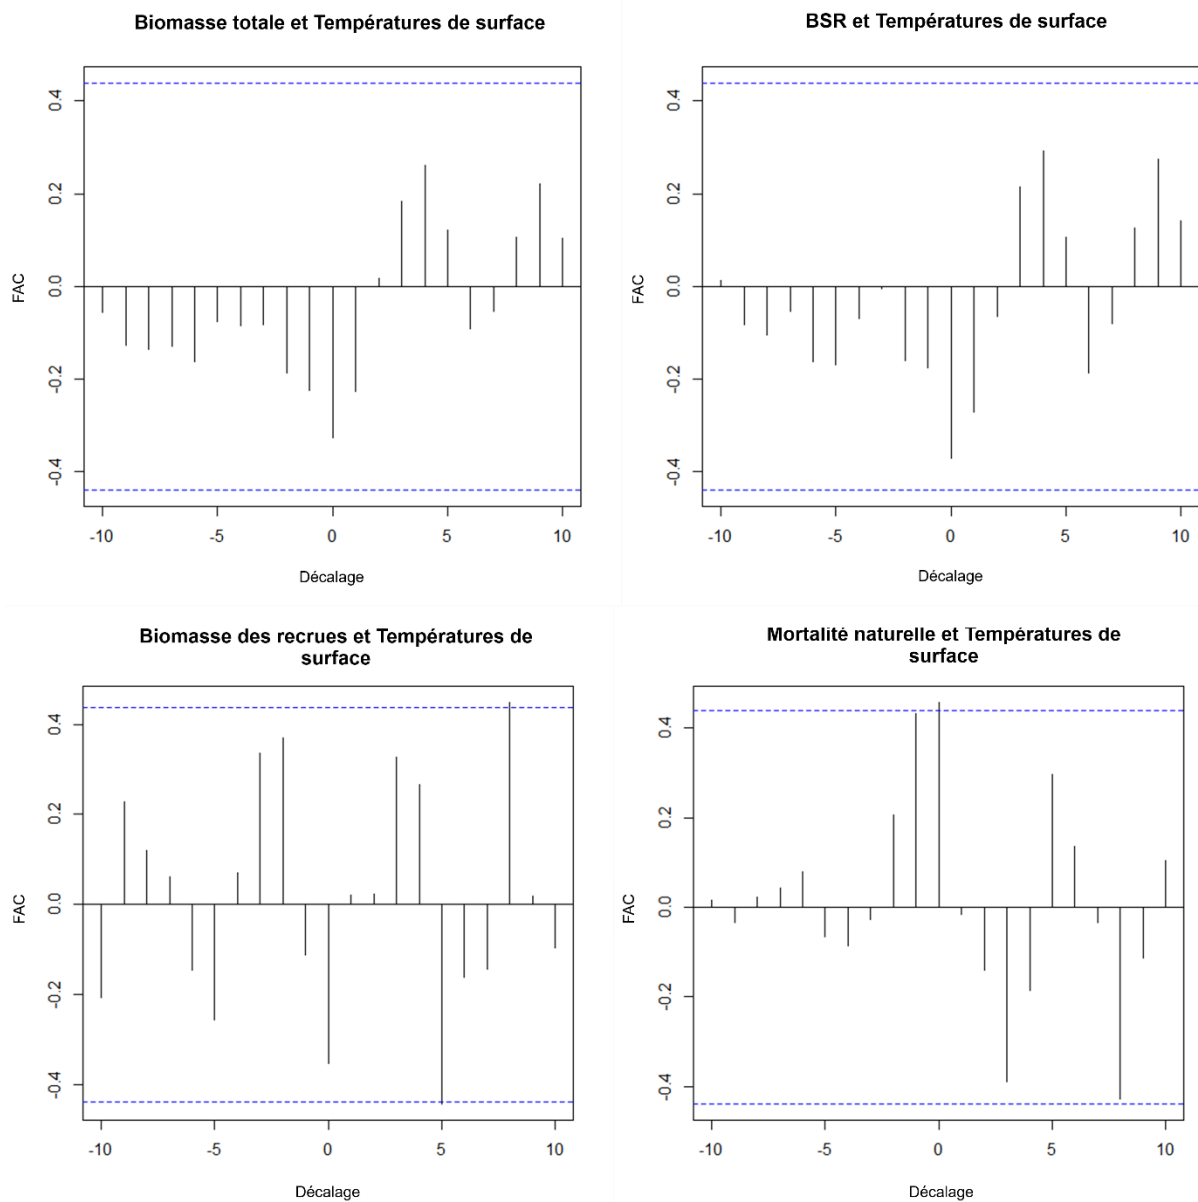 Biomasse totale et Températures de surface
0.4
0.2
0.0
-0.2
-0.4
FAC
-10
-5
0
5
10
Décalage
BSR et Températures de surface
0.4
0.2
0.0
-0.2
-0.4
FAC
-10
-5
0
5
10
Décalage
Biomasse des recrues et Températures de
surface
0.4
0.2
0.0
-0.2
-0.4
FAC
-10
-5
0
5
10
Décalage
Mortalité naturelle et Températures de
surface
0.4
0.2
0.0
-0.2
-0.4
FAC
-10
-5
0
5
10
Décalage